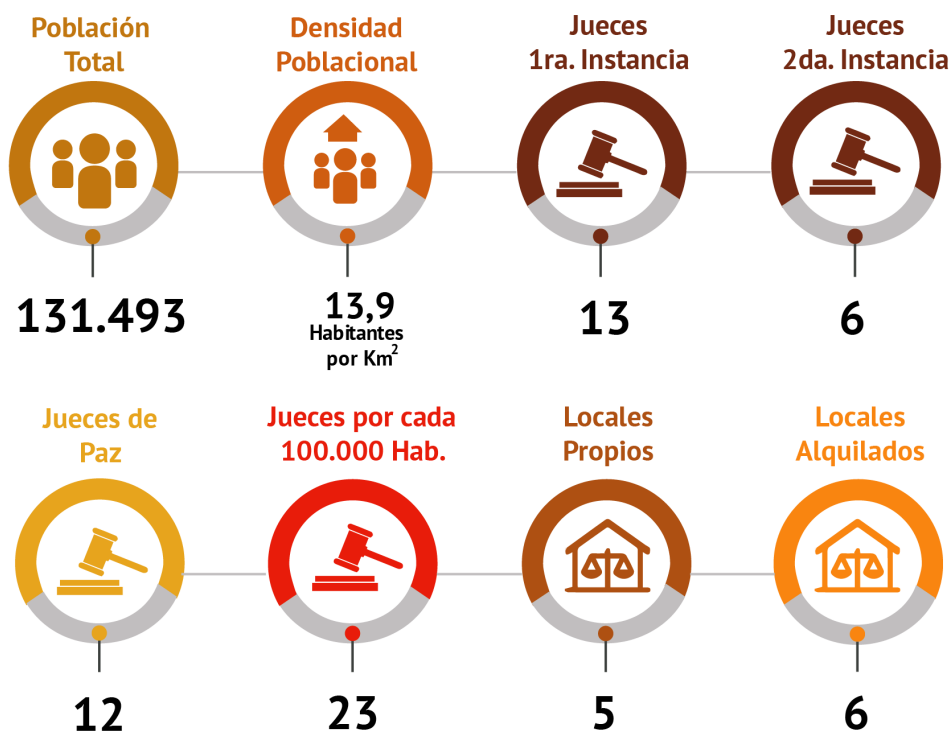 Población
Total
131.493
Densidad
Poblacional
13,9
Habitantes
por Km²
Jueces
1ra. Instancia
13
Jueces
2da. Instancia
6
Jueces de
Paz
12
Jueces por cada
100.000 Hab.
23
Locales
Propios
5
Locales
Alquilados
6